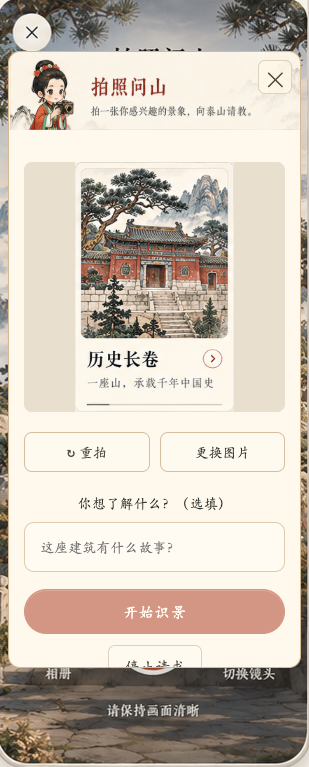 拍照问山
拍一张你感兴趣的景象，向泰山请教。
历史长卷
一座山，承载千年中国史
↻ 重拍
更换图片
你想了解什么？（选填）
这座建筑有什么故事？
开始识景
相册
切换镜头
请保持画面清晰